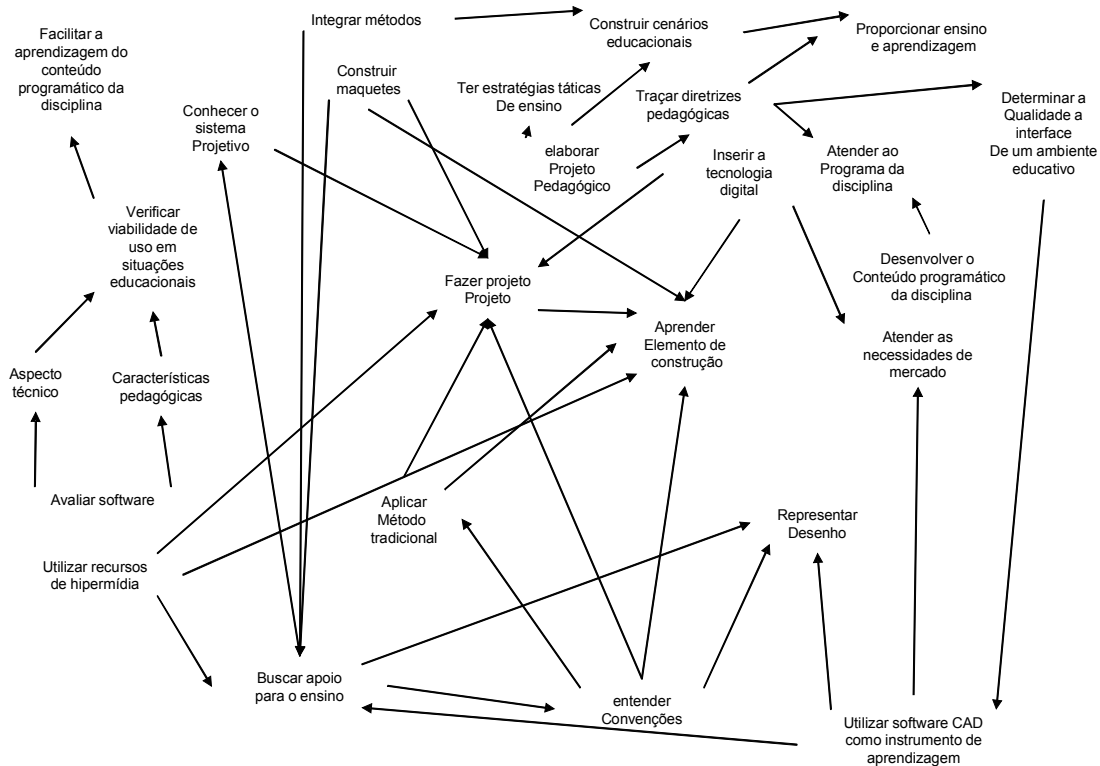 Integrar métodos
Construir cenários
educacionais
Proporcionar ensino
e aprendizagem
Facilitar a
aprendizagem do
conteúdo
programático da
disciplina
Construir
maquetes
Ter estratégias táticas
De ensino
Traçar diretrizes
pedagógicas
Determinar a
Qualidade a
interface
De um ambiente
educativo
Conhecer o
sistema
Projetivo
elaborar
Projeto
Pedagógico
Inserir a
tecnologia
digital
Atender ao
Programa da
disciplina
Verificar
viabilidade de
uso em
situações
educacionais
Fazer projeto
Projeto
Desenvolver o
Conteúdo programático
da disciplina
Aprender
Elemento de
construção
Atender as
necessidades de
mercado
Aspecto
técnico
Características
pedagógicas
Avaliar software
Aplicar
Método
tradicional
Representar
Desenho
Utilizar recursos
de hipermídia
Buscar apoio
para o ensino
entender
Convenções
Utilizar software CAD
como instrumento de
aprendizagem